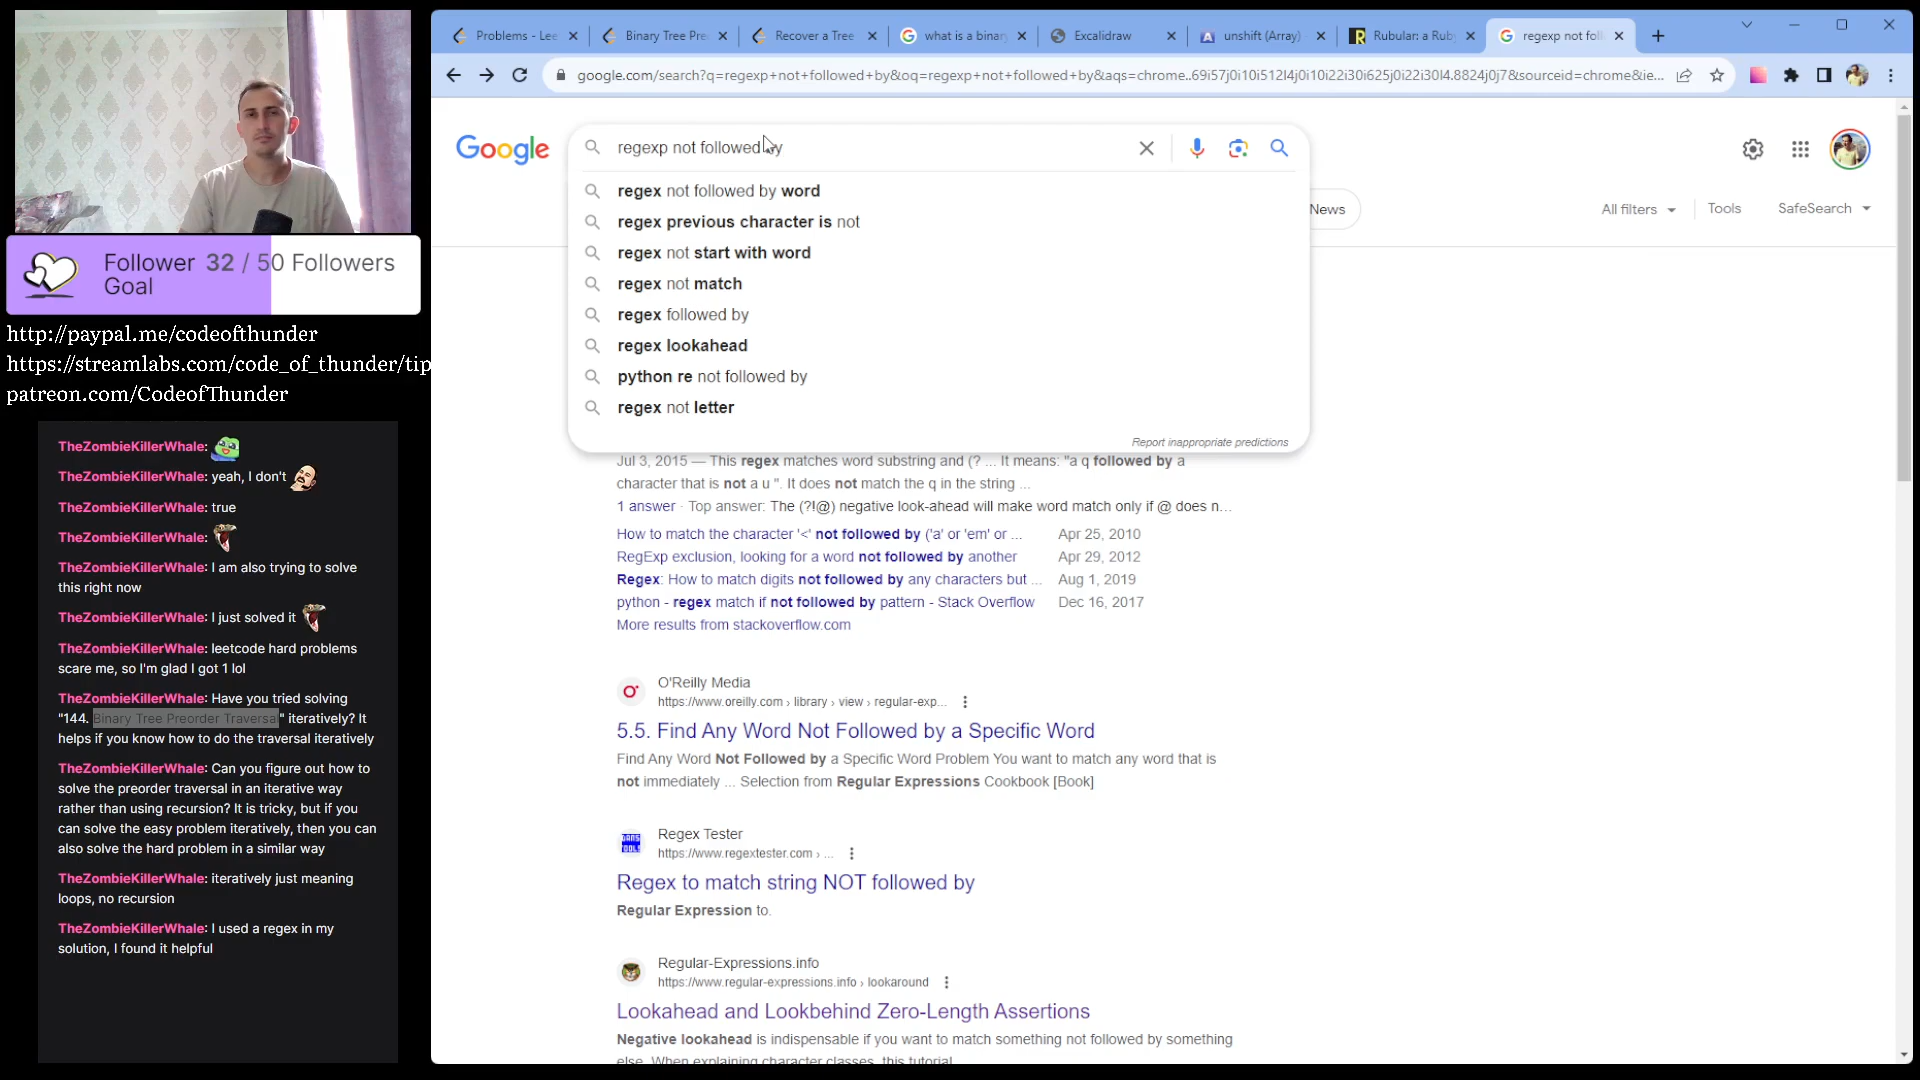 Problems - Lee
Binary Tree Pre
Recover a Tree
what is a binary
Excalidraw
unshift (Array)
Rubular: a Rub
regexp not foll
google.com/search?q=regexp+not+followed+by&oq=regexp+not+followed+by&aqs=chrome..69i57j0i10i512l4j0i10i22i30i625j0i22i30l4.8824j0j7&sourceid=chrome&ie...
Google
regexp not followed by
regex not followed by word
regex previous character is not
regex not start with word
regex not match
regex followed by
regex lookahead
python re not followed by
regex not letter
Report inappropriate predictions
News
All filters
Tools
SafeSearch
Jul 3, 2015 — This regex matches word substring and (? ... It means: "a q followed by a
character that is not a u ". It does not match the q in the string ...
1 answer · Top answer: The (?!@) negative look-ahead will make word match only if @ does n...
How to match the character '<' not followed by ('a' or 'em' or ... Apr 25, 2010
RegExp exclusion, looking for a word not followed by another Apr 29, 2012
Regex: How to match digits not followed by any characters but ... Aug 1, 2019
python - regex match if not followed by pattern - Stack Overflow Dec 16, 2017
More results from stackoverflow.com
O'Reilly Media
https://www.oreilly.com › library › view › regular-exp...
5.5. Find Any Word Not Followed by a Specific Word
Find Any Word Not Followed by a Specific Word Problem You want to match any word that is
not immediately ... Selection from Regular Expressions Cookbook [Book]
Regex Tester
https://www.regextester.com › ...
Regex to match string NOT followed by
Regular Expression to.
Regular-Expressions.info
https://www.regular-expressions.info › lookaround
Lookahead and Lookbehind Zero-Length Assertions
Negative lookahead is indispensable if you want to match something not followed by something
else. When explaining character classes, this tutorial
Follower 32 / 50 Followers
Goal
http://paypal.me/codeofthunder
https://streamlabs.com/code_of_thunder/tip
patreon.com/CodeofThunder
TheZombieKillerWhale:
TheZombieKillerWhale: yeah, I don't
TheZombieKillerWhale: true
TheZombieKillerWhale:
TheZombieKillerWhale: I am also trying to solve
this right now
TheZombieKillerWhale: I just solved it
TheZombieKillerWhale: leetcode hard problems
scare me, so I'm glad I got 1 lol
TheZombieKillerWhale: Have you tried solving
"144. Binary Tree Preorder Traversal" iteratively? It
helps if you know how to do the traversal iteratively
TheZombieKillerWhale: Can you figure out how to
solve the preorder traversal in an iterative way
rather than using recursion? It is tricky, but if you
can solve the easy problem iteratively, then you can
also solve the hard problem in a similar way
TheZombieKillerWhale: iteratively just meaning
loops, no recursion
TheZombieKillerWhale: I used a regex in my
solution, I found it helpful